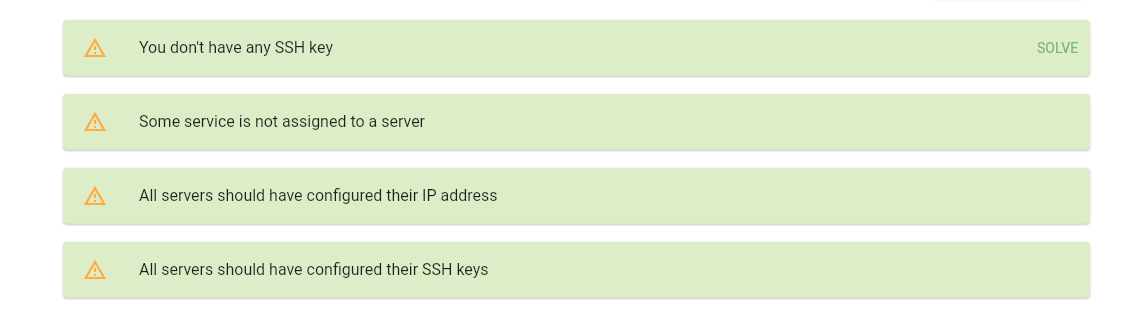 You don't have any SSH key
SOLVE
Some service is not assigned to a server
All servers should have configured their IP address
All servers should have configured their SSH keys